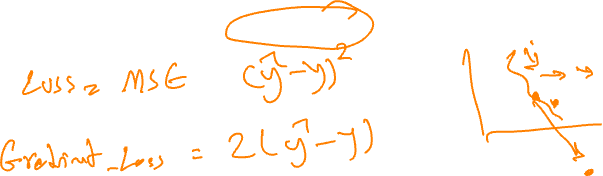 Loss = MSE (ŷ-y)²
Gradient_Loss = 2(ŷ-y)